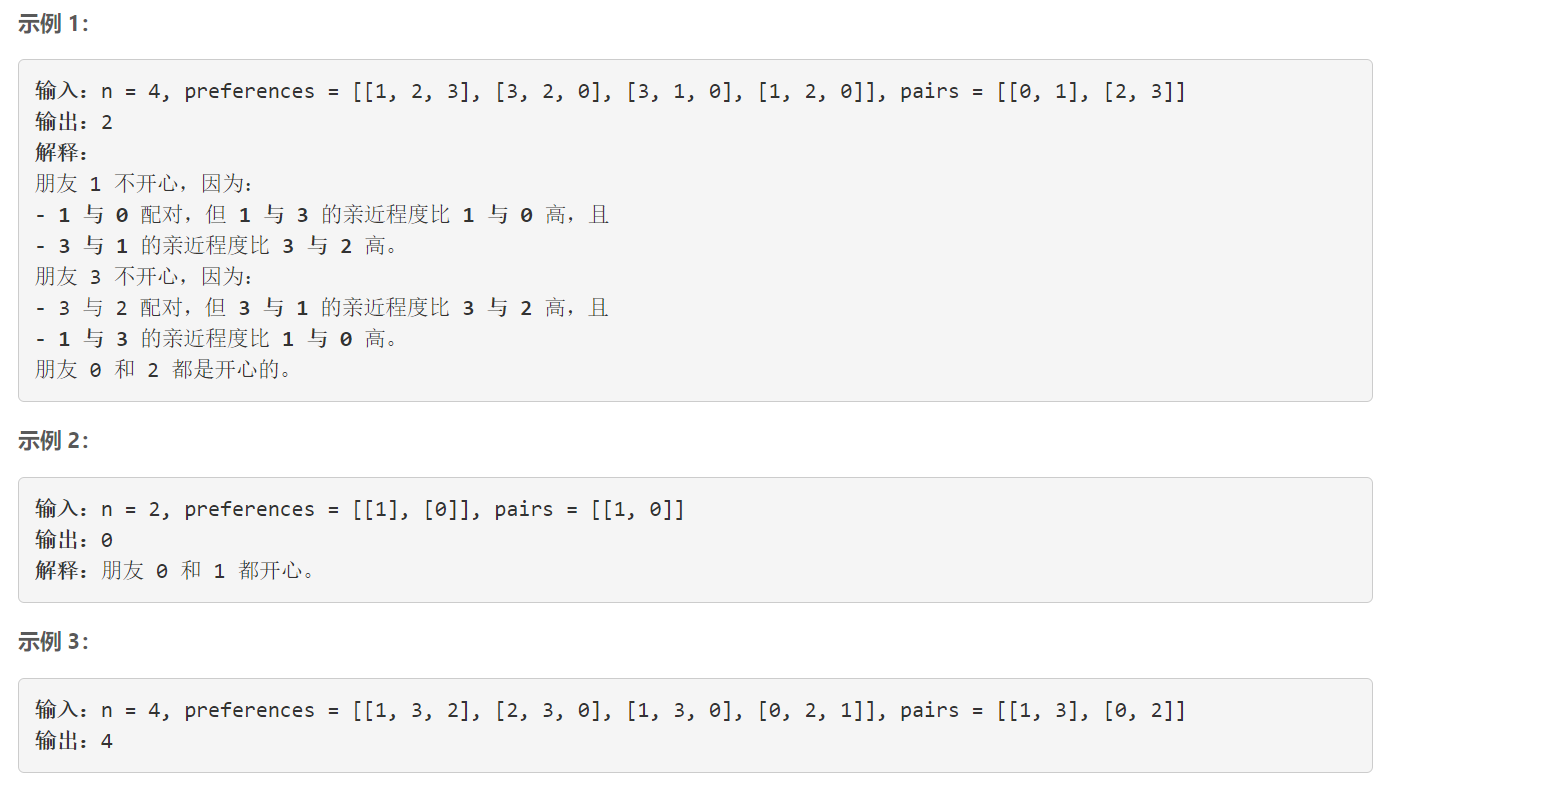 示例 1：
输入：n = 4, preferences = [[1, 2, 3], [3, 2, 0], [3, 1, 0], [1, 2, 0]], pairs = [[0, 1], [2, 3]]
输出：2
解释：
朋友 1 不开心，因为：
- 1 与 0 配对，但 1 与 3 的亲近程度比 1 与 0 高，且
- 3 与 1 的亲近程度比 3 与 2 高。
朋友 3 不开心，因为：
- 3 与 2 配对，但 3 与 1 的亲近程度比 3 与 2 高，且
- 1 与 3 的亲近程度比 1 与 0 高。
朋友 0 和 2 都是开心的。
示例 2：
输入：n = 2, preferences = [[1], [0]], pairs = [[1, 0]]
输出：0
解释：朋友 0 和 1 都开心。
示例 3：
输入：n = 4, preferences = [[1, 3, 2], [2, 3, 0], [1, 3, 0], [0, 2, 1]], pairs = [[1, 3], [0, 2]]
输出：4